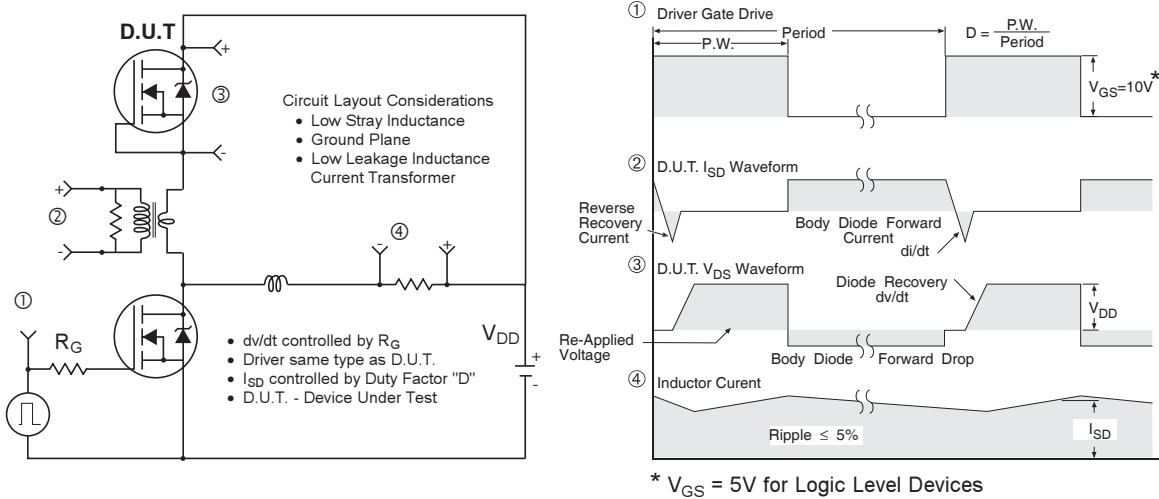 D.U.T
+
③
-
Circuit Layout Considerations
• Low Stray Inductance
• Ground Plane
• Low Leakage Inductance
Current Transformer
+
②
-
④
-
+
①
R_G
• dv/dt controlled by R_G
• Driver same type as D.U.T.
• I_SD controlled by Duty Factor "D"
• D.U.T. - Device Under Test
V_DD
+
-
① Driver Gate Drive
Period
P.W.
D = P.W.
Period
V_GS=10V*
② D.U.T. I_SD Waveform
Reverse
Recovery
Current
Body Diode Forward
Current
di/dt
③ D.U.T. V_DS Waveform
Diode Recovery
dv/dt
V_DD
Re-Applied
Voltage
Body Diode Forward Drop
④ Inductor Curent
Ripple ≤ 5%
I_SD
* V_GS = 5V for Logic Level Devices